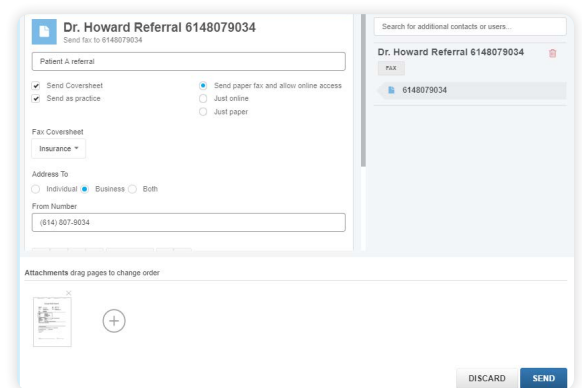 Dr. Howard Referral 6148079034
Send fax to 6148079034
Patient A referral
Send Coversheet
Send as practice
Send paper fax and allow online access
Just online
Just paper
Fax Coversheet
Insurance
Address To
Individual Business Both
From Number
(614) 807-9034
Search for additional contacts or users...
Dr. Howard Referral 6148079034
FAX
6148079034
Attachments drag pages to change order
DISCARD SEND